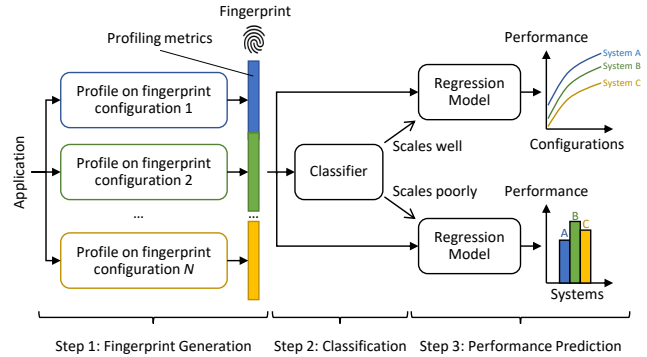 Fingerprint
Profiling metrics
Application
Profile on fingerprint
configuration 1
Profile on fingerprint
configuration 2
...
Profile on fingerprint
configuration N
...
Classifier
Scales well
Scales poorly
Regression
Model
Regression
Model
Performance
System A
System B
System C
Configurations
Performance
A
B
C
Systems
Step 1: Fingerprint Generation
Step 2: Classification
Step 3: Performance Prediction